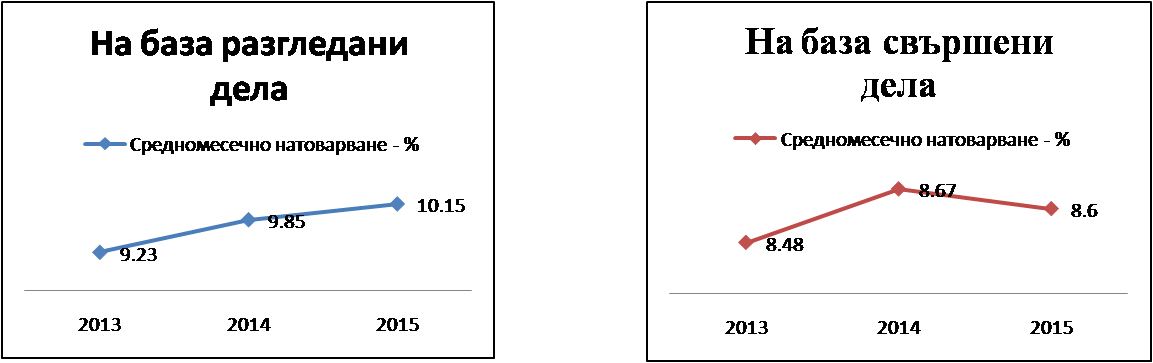 На база разгледани
дела
Средномесечно натоварване - %
9.23
9.85
10.15
2013
2014
2015
На база свършени
дела
Средномесечно натоварване - %
8.48
8.67
8.6
2013
2014
2015